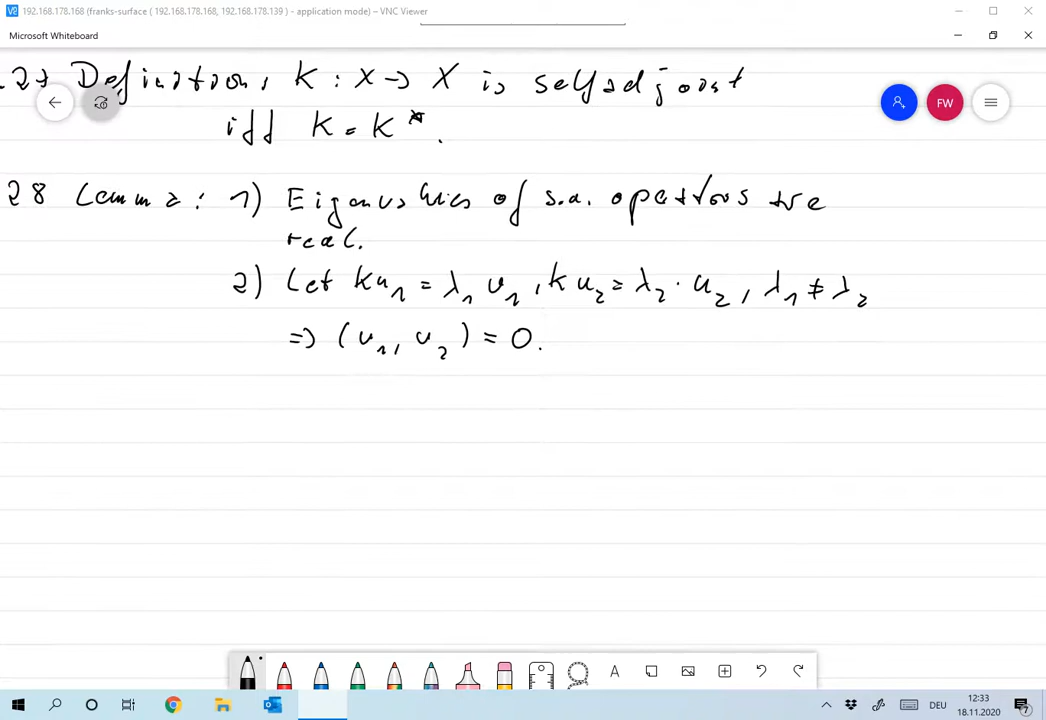 192.168.178.168 (franks-surface ( 192.168.178.168, 192.168.178.139 ) - application mode) – VNC Viewer
Microsoft Whiteboard
.27 Definition, K : X -> X is selfadjoint
iff K = K*.
FW
28 Lemma : 1) Eigenvalues of s.a. operators are
real.
2) Let Ku₁ = λ₁ u₁, Ku₂ = λ₂ · u₂, λ₁ ≠ λ₂
=> (u₁, u₂) = 0.
A
DEU
12:33
18.11.2020
7